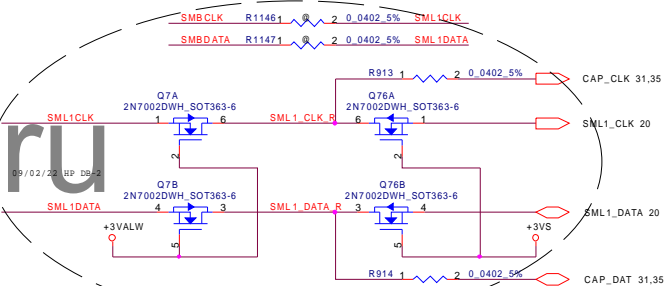 SMBCLK R1146 1 @ 2 0_0402_5% SML1CLK
SMBDATA R1147 1 @ 2 0_0402_5% SML1DATA
R913 1 2 0_0402_5% CAP_CLK 31,35
Q7A Q76A
2N7002DWH_SOT363-6 2N7002DWH_SOT363-6
SML1CLK 1 6 SML1_CLK_R 6 1 SML1_CLK 20
2 2
ru
09/02/22 HP DB-2
Q7B Q76B
2N7002DWH_SOT363-6 2N7002DWH_SOT363-6
SML1DATA 4 3 SML1_DATA_R 3 4 SML1_DATA 20
+3VALW +3VS
5 5
R914 1 2 0_0402_5% CAP_DAT 31,35